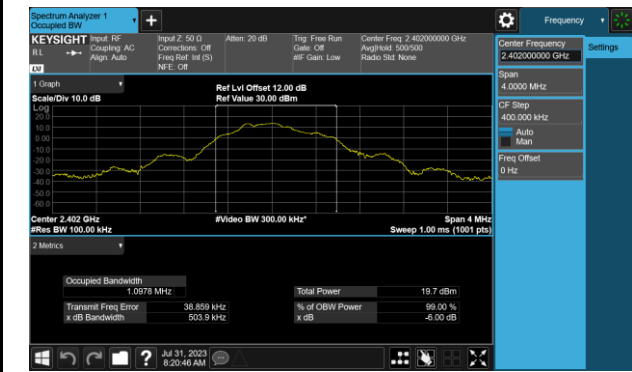 Spectrum Analyzer 1
Occupied BW
+
Frequency
KEYSIGHT Input: RF
R L
Coupling: AC
Align: Auto
LXI
Input Z: 50 Ω
Corrections: Off
Freq Ref: Int (S)
NFE: Off
Atten: 20 dB
Trig: Free Run
Gate: Off
#IF Gain: Low
Center Freq: 2.402000000 GHz
Avg|Hold: 500/500
Radio Std: None
Center Frequency
2.402000000 GHz
Settings
Span
4.0000 MHz
CF Step
400.000 kHz
Auto
Man
Freq Offset
0 Hz
1 Graph
Scale/Div 10.0 dB
Ref Lvl Offset 12.00 dB
Ref Value 30.00 dBm
Log
20.0
10.0
0.00
-10.0
-20.0
-30.0
-40.0
-50.0
-60.0
Center 2.402 GHz
#Video BW 300.00 kHz*
Span 4 MHz
#Res BW 100.00 kHz
Sweep 1.00 ms (1001 pts)
2 Metrics
Occupied Bandwidth
1.0978 MHz
Total Power 19.7 dBm
Transmit Freq Error 38.859 kHz
% of OBW Power 99.00 %
x dB Bandwidth 503.9 kHz
x dB -6.00 dB
?
Jul 31, 2023
8:20:46 AM